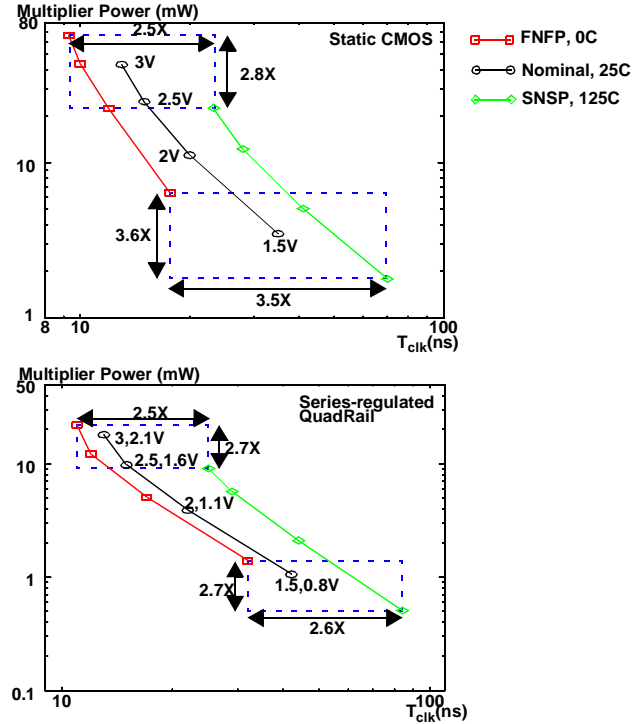 Multiplier Power (mW)
80
2.5X
Static CMOS
3V
2.8X
2.5V
10
2V
3.6X
1.5V
3.5X
1
8
10
100
T_clk(ns)
FNFP, 0C
Nominal, 25C
SNSP, 125C
Multiplier Power (mW)
50
2.5X
Series-regulated
QuadRail
3,2.1V
2.7X
2.5,1.6V
10
2,1.1V
1
2.7X
1.5,0.8V
2.6X
0.1
10
100
T_clk(ns)